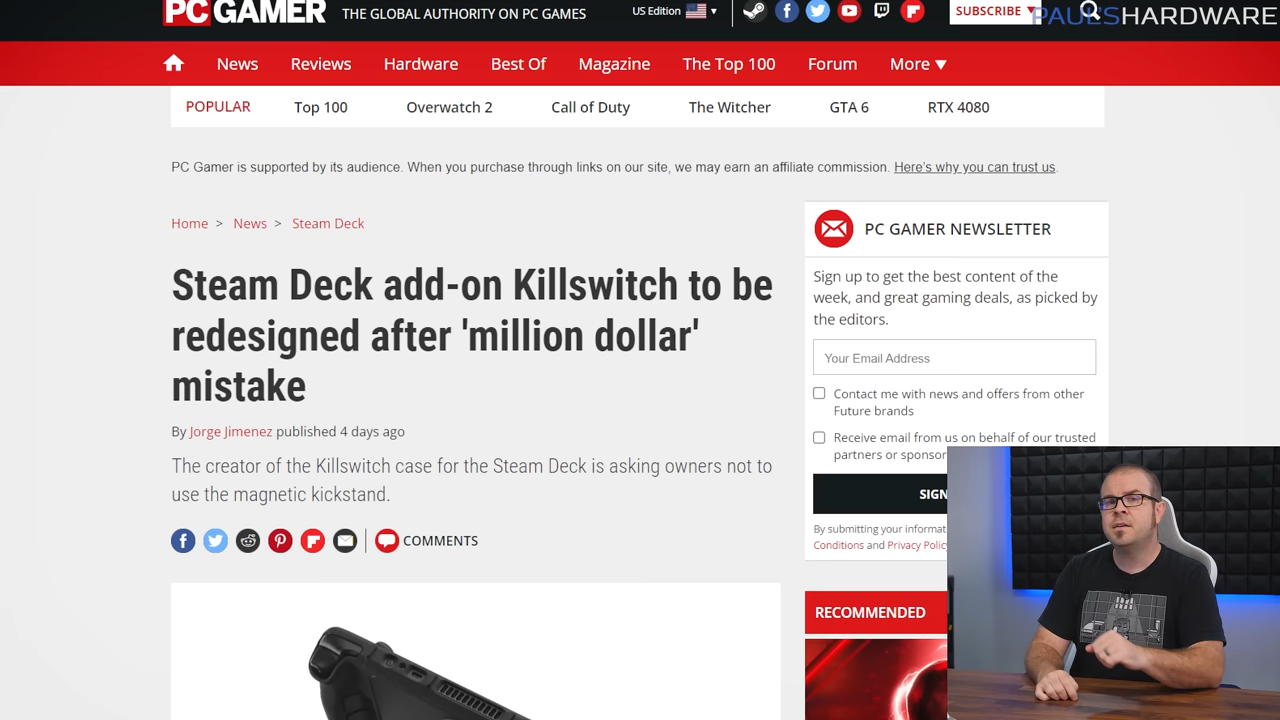 PC GAMER
THE GLOBAL AUTHORITY ON PC GAMES
US Edition
SUBSCRIBE
PAUL'SHARDWARE
News
Reviews
Hardware
Best Of
Magazine
The Top 100
Forum
More
POPULAR
Top 100
Overwatch 2
Call of Duty
The Witcher
GTA 6
RTX 4080
PC Gamer is supported by its audience. When you purchase through links on our site, we may earn an affiliate commission. Here's why you can trust us.
Home > News > Steam Deck
Steam Deck add-on Killswitch to be
redesigned after 'million dollar'
mistake
By Jorge Jimenez published 4 days ago
The creator of the Killswitch case for the Steam Deck is asking owners not to
use the magnetic kickstand.
COMMENTS
PC GAMER NEWSLETTER
Sign up to get the best content of the
week, and great gaming deals, as picked by
the editors.
Your Email Address
Contact me with news and offers from other
Future brands
Receive email from us on behalf of our trusted
partners or sponsor
SIGN
By submitting your informat
Conditions and Privacy Policy
RECOMMENDED